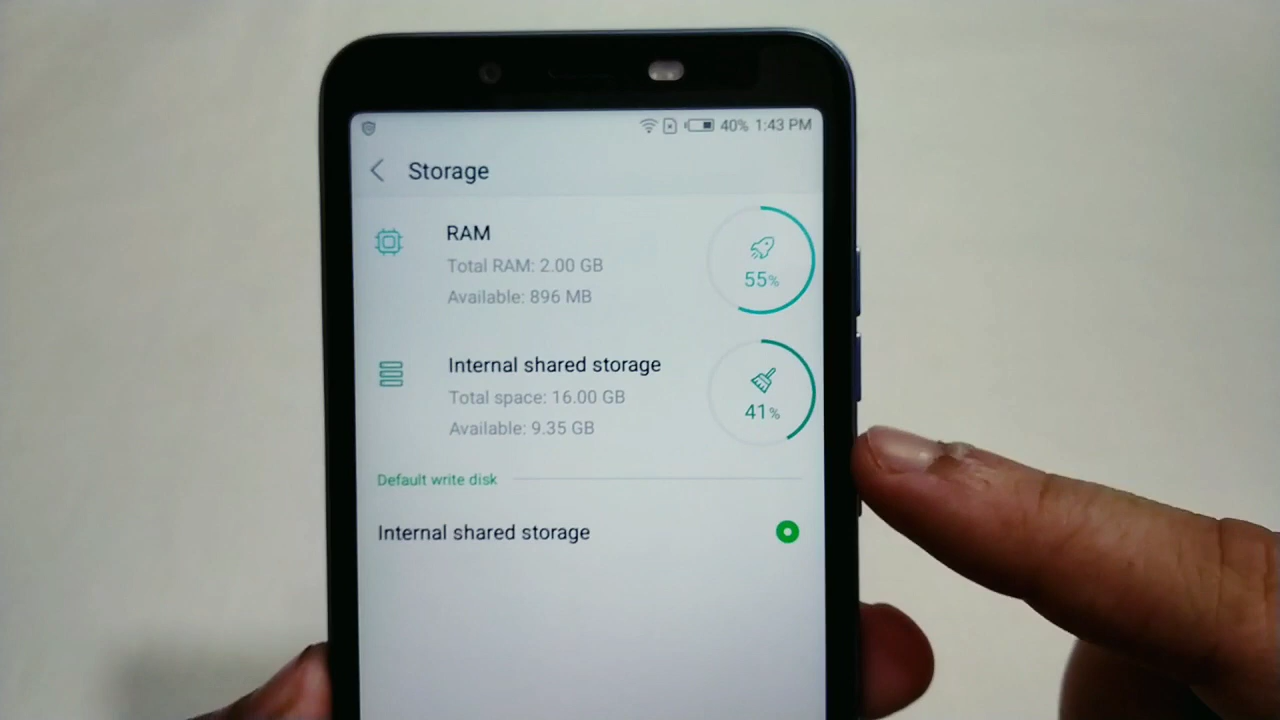 40% 1:43 PM
Storage
RAM
Total RAM: 2.00 GB
Available: 896 MB
55%
Internal shared storage
Total space: 16.00 GB
Available: 9.35 GB
41%
Default write disk
Internal shared storage